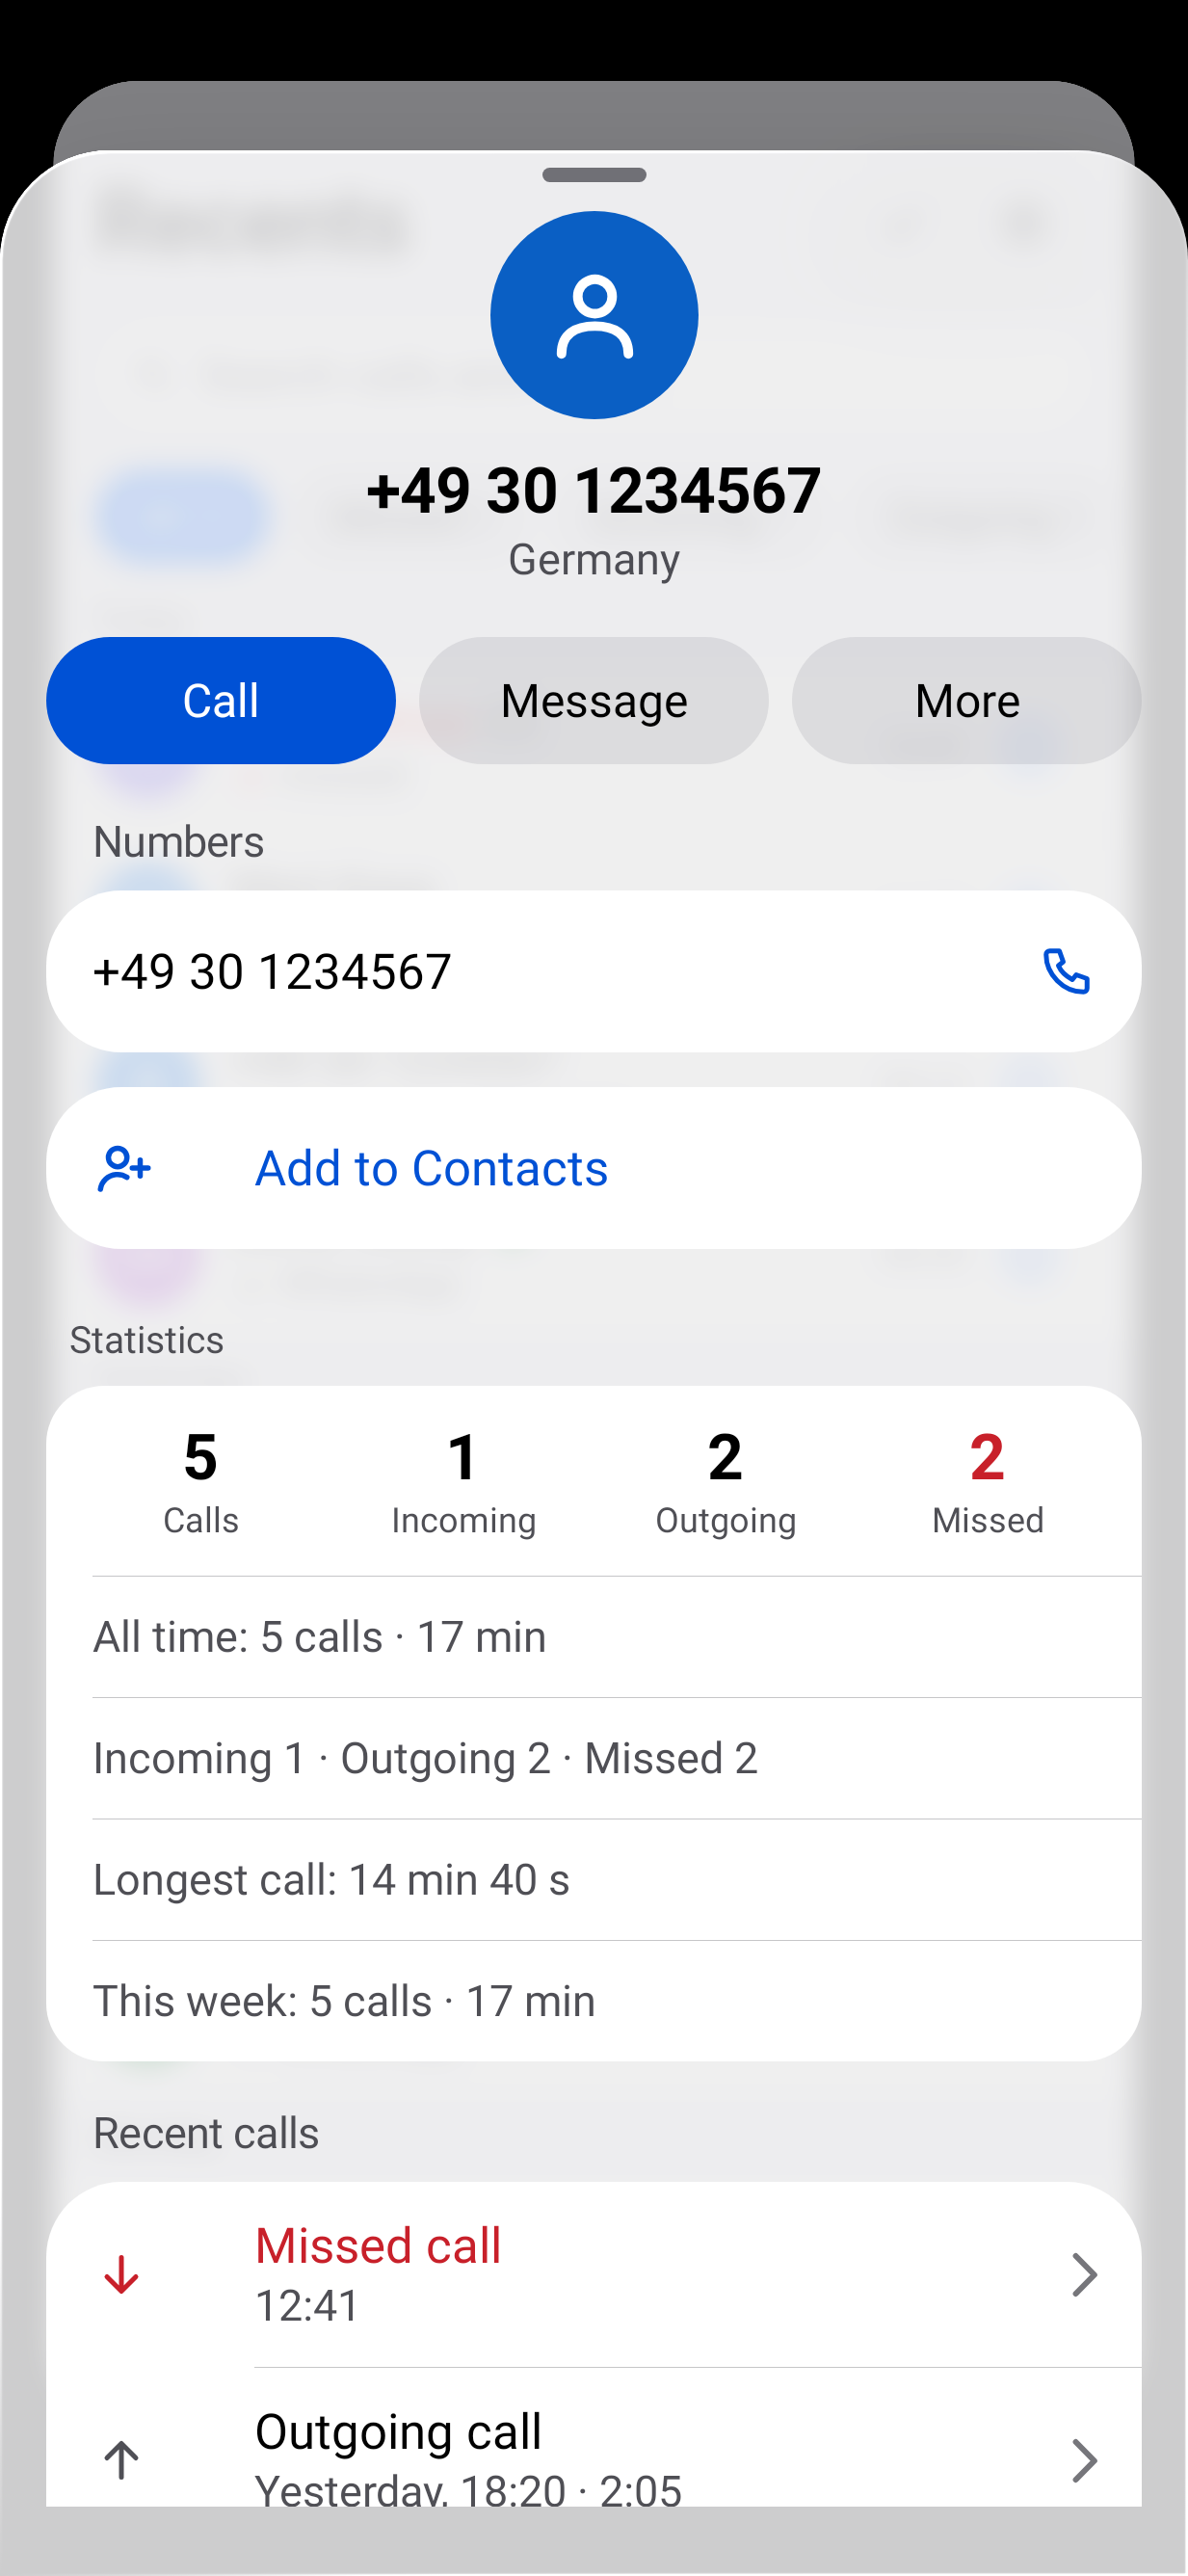 +49 30 1234567
Germany
Call
Message
More
Numbers
+49 30 1234567
Add to Contacts
Statistics
5
Calls
1
Incoming
2
Outgoing
2
Missed
All time: 5 calls · 17 min
Incoming 1 · Outgoing 2 · Missed 2
Longest call: 14 min 40 s
This week: 5 calls · 17 min
Recent calls
Missed call
12:41
Outgoing call
Yesterday, 18:20 · 2:05